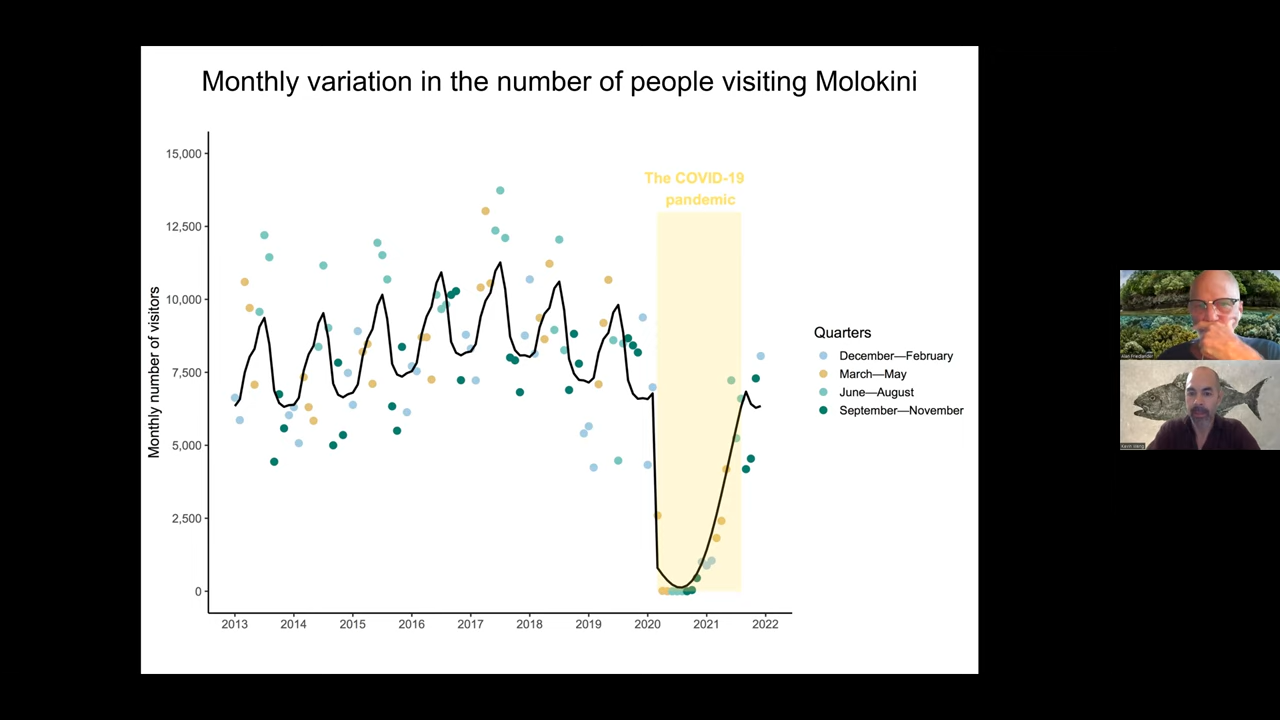 Monthly variation in the number of people visiting Molokini
15,000
12,500
10,000
7,500
5,000
2,500
0
Monthly number of visitors
The COVID-19
pandemic
2013
2014
2015
2016
2017
2018
2019
2020
2021
2022
Quarters
December—February
March—May
June—August
September—November
Alan Friedlander